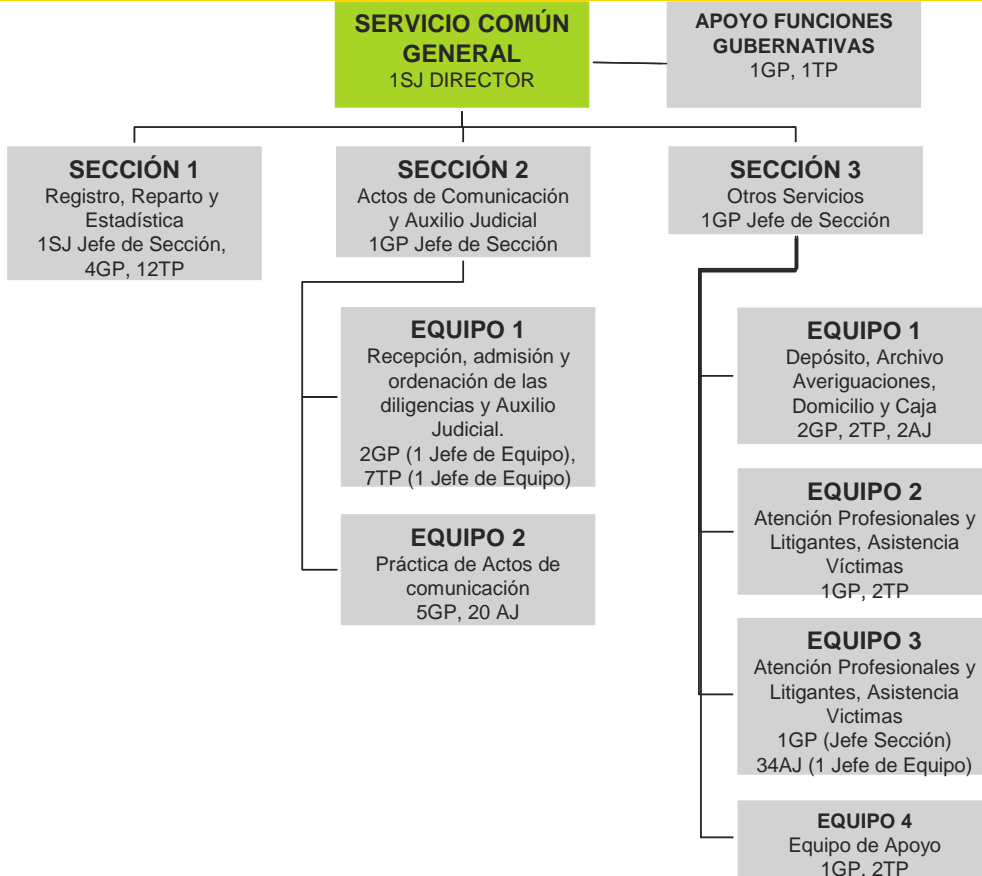 SERVICIO COMÚN
GENERAL
1SJ DIRECTOR
APOYO FUNCIONES
GUBERNATIVAS
1GP, 1TP
SECCIÓN 1
Registro, Reparto y
Estadística
1SJ Jefe de Sección,
4GP, 12TP
SECCIÓN 2
Actos de Comunicación
y Auxilio Judicial
1GP Jefe de Sección
EQUIPO 1
Recepción, admisión y
ordenación de las
diligencias y Auxilio
Judicial.
2GP (1 Jefe de Equipo),
7TP (1 Jefe de Equipo)
EQUIPO 2
Práctica de Actos de
comunicación
5GP, 20 AJ
SECCIÓN 3
Otros Servicios
1GP Jefe de Sección
EQUIPO 1
Depósito, Archivo
Averiguaciones,
Domicilio y Caja
2GP, 2TP, 2AJ
EQUIPO 2
Atención Profesionales y
Litigantes, Asistencia
Víctimas
1GP, 2TP
EQUIPO 3
Atención Profesionales y
Litigantes, Asistencia
Victimas
1GP (Jefe Sección)
34AJ (1 Jefe de Equipo)
EQUIPO 4
Equipo de Apoyo
1GP, 2TP